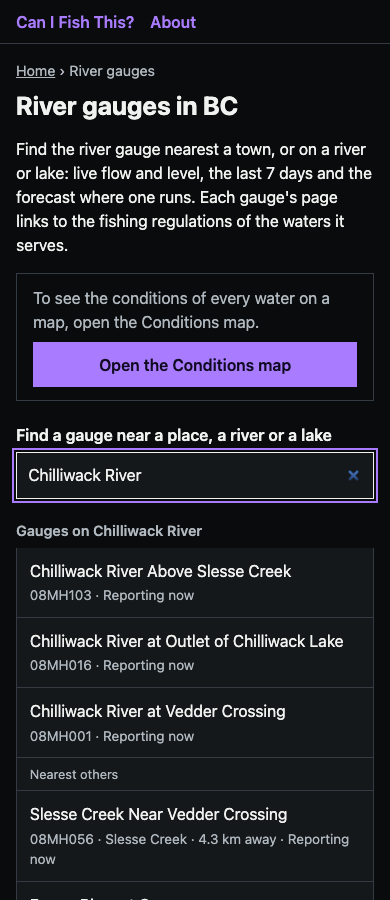 Can I Fish This? About
Home › River gauges
River gauges in BC
Find the river gauge nearest a town, or on a river
or lake: live flow and level, the last 7 days and the
forecast where one runs. Each gauge's page
links to the fishing regulations of the waters it
serves.
To see the conditions of every water on a
map, open the Conditions map.
Open the Conditions map
Find a gauge near a place, a river or a lake
Chilliwack River
Gauges on Chilliwack River
Chilliwack River Above Slesse Creek
08MH103 · Reporting now
Chilliwack River at Outlet of Chilliwack Lake
08MH016 · Reporting now
Chilliwack River at Vedder Crossing
08MH001 · Reporting now
Nearest others
Slesse Creek Near Vedder Crossing
08MH056 · Slesse Creek · 4.3 km away · Reporting
now